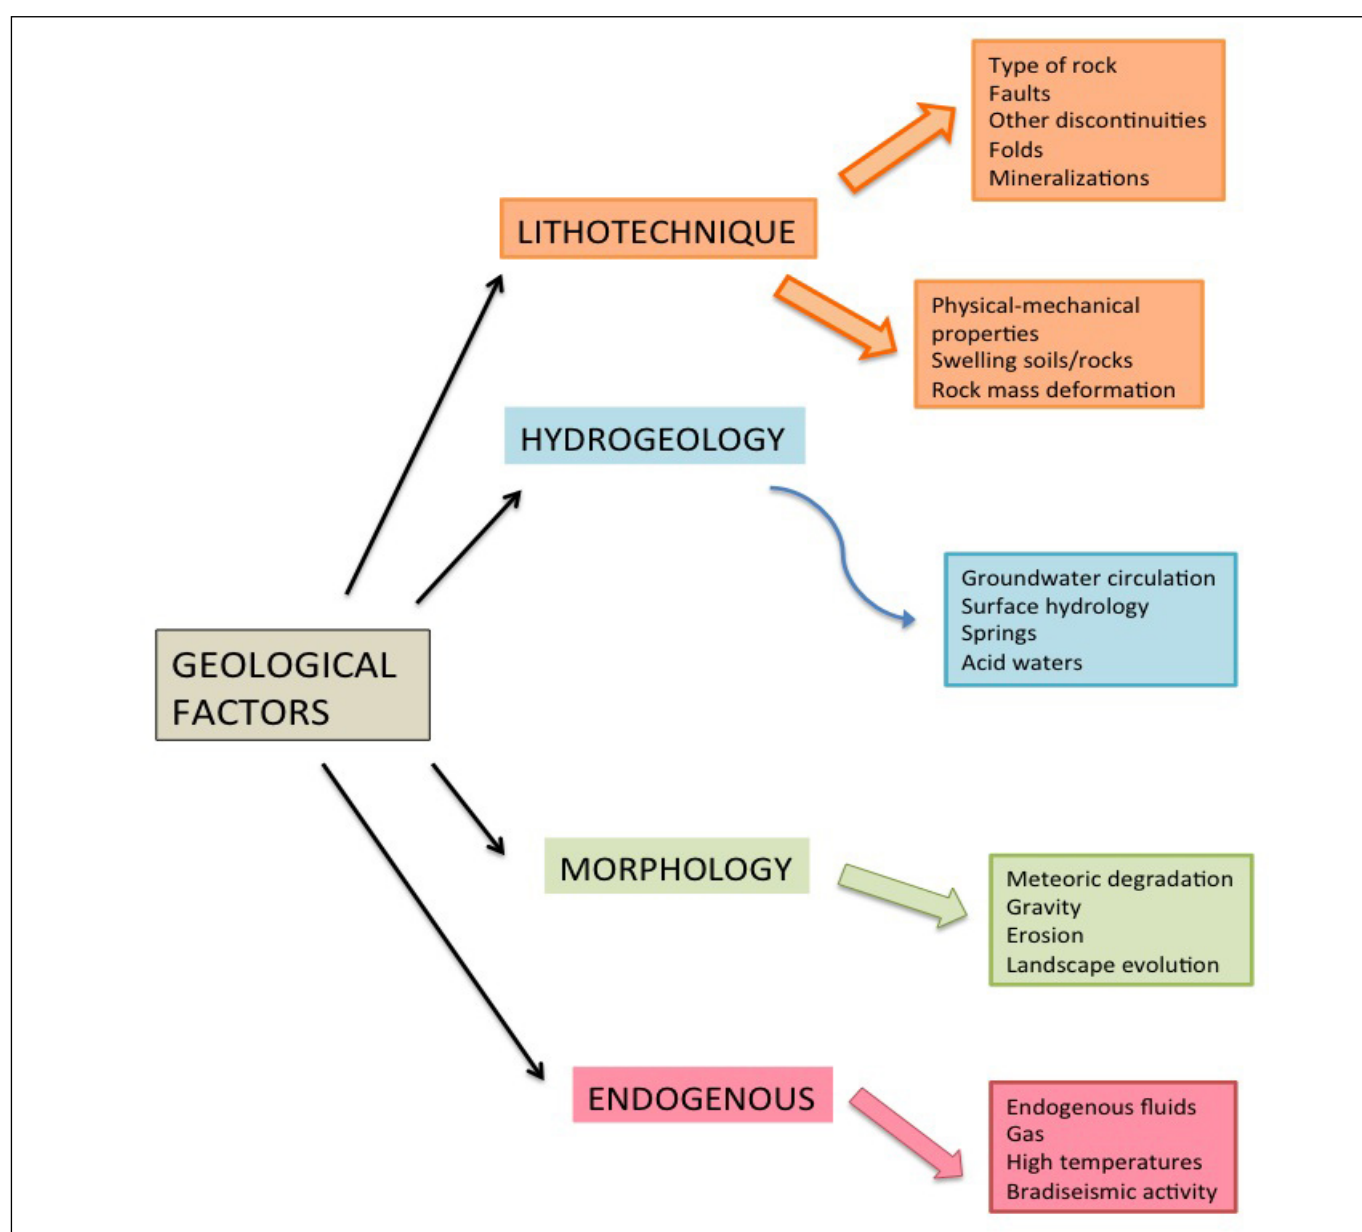 Type of rock
Faults
Other discontinuities
Folds
Mineralizations
LITHOTECHNIQUE
Physical-mechanical
properties
Swelling soils/rocks
Rock mass deformation
HYDROGEOLOGY
Groundwater circulation
Surface hydrology
Springs
Acid waters
GEOLOGICAL
FACTORS
MORPHOLOGY
Meteoric degradation
Gravity
Erosion
Landscape evolution
ENDOGENOUS
Endogenous fluids
Gas
High temperatures
Bradiseismic activity